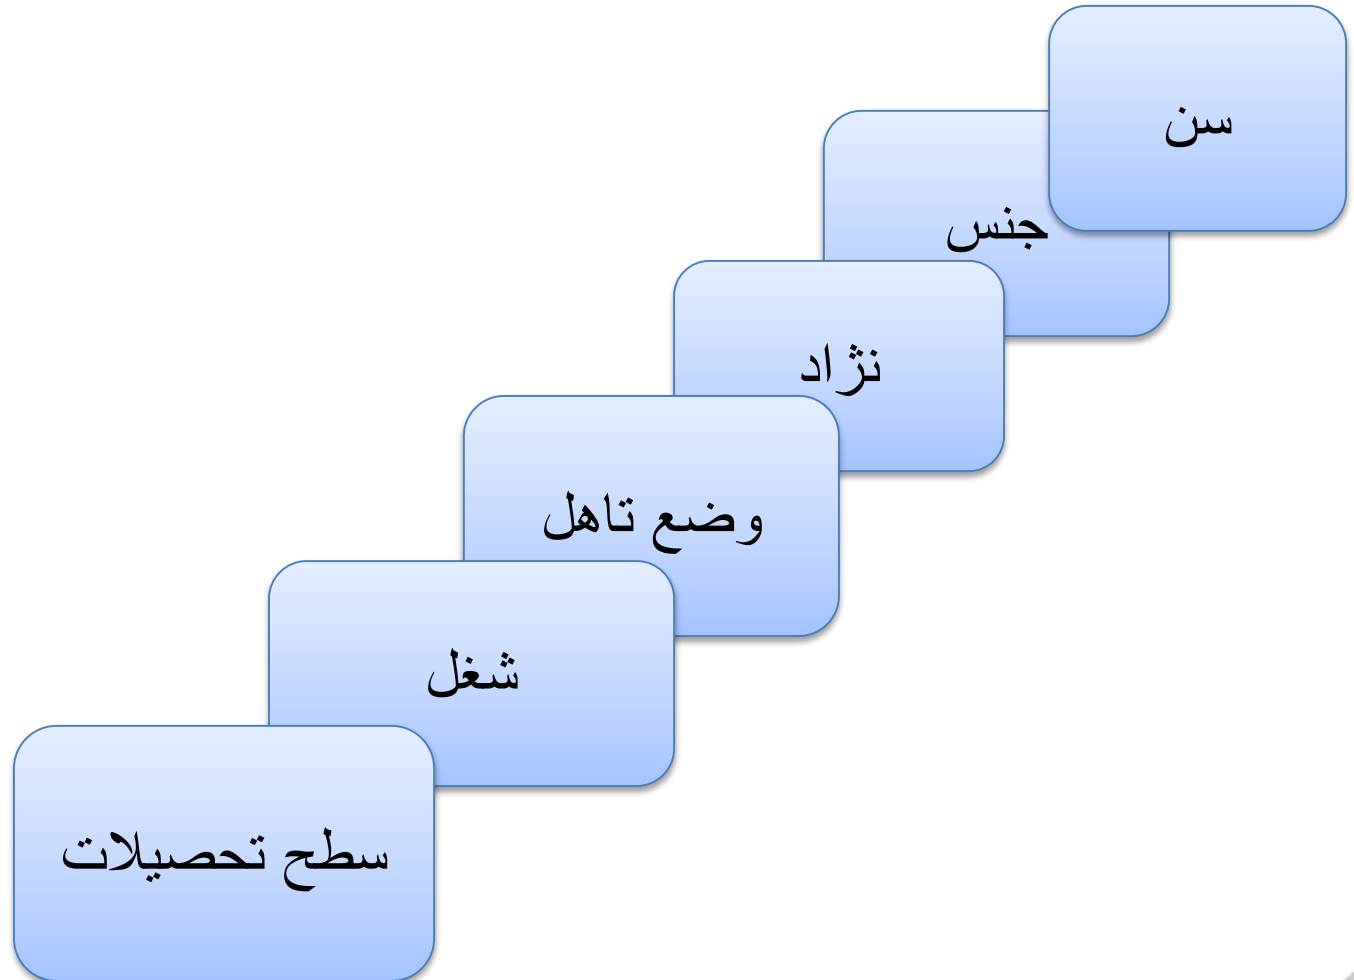 سن
جنس
نژاد
وضع تاهل
شغل
سطح تحصیلات